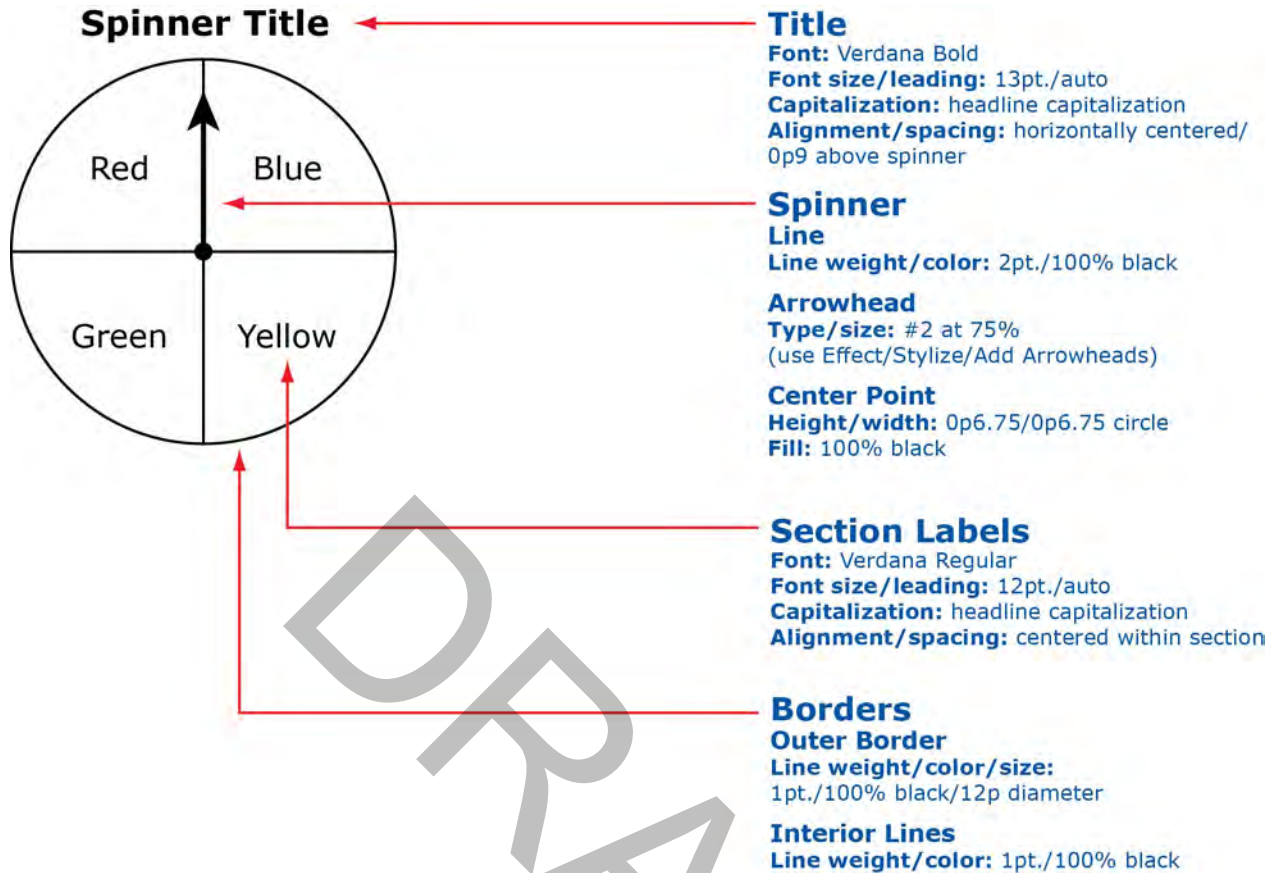 Spinner Title
Red
Blue
Green
Yellow
Title
Font: Verdana Bold
Font size/leading: 13pt./auto
Capitalization: headline capitalization
Alignment/spacing: horizontally centered/
0p9 above spinner
Spinner
Line
Line weight/color: 2pt./100% black
Arrowhead
Type/size: #2 at 75%
(use Effect/Stylize/Add Arrowheads)
Center Point
Height/width: 0p6.75/0p6.75 circle
Fill: 100% black
Section Labels
Font: Verdana Regular
Font size/leading: 12pt./auto
Capitalization: headline capitalization
Alignment/spacing: centered within section
Borders
Outer Border
Line weight/color/size:
1pt./100% black/12p diameter
Interior Lines
Line weight/color: 1pt./100% black
DRA